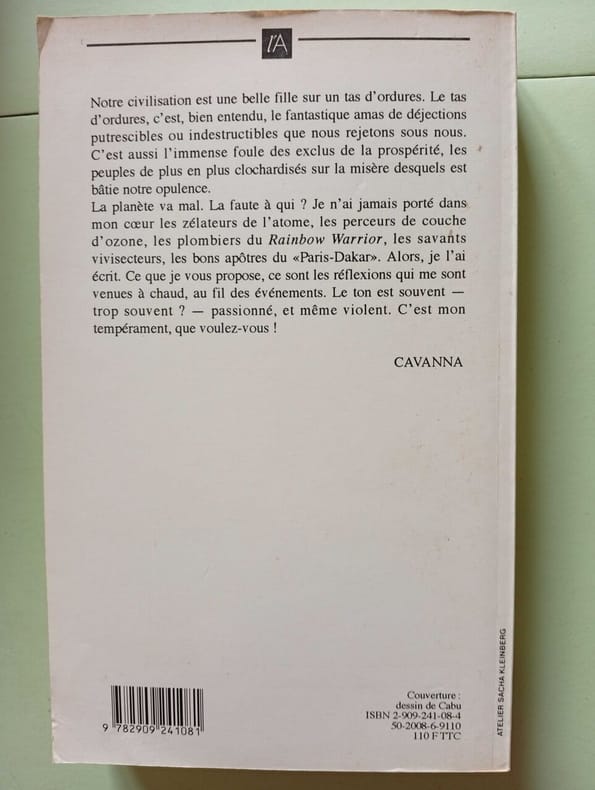 l'A
Notre civilisation est une belle fille sur un tas d'ordures. Le tas
d'ordures, c'est, bien entendu, le fantastique amas de déjections
putrescibles ou indestructibles que nous rejetons sous nous.
C'est aussi l'immense foule des exclus de la prospérité, les
peuples de plus en plus clochardisés sur la misère desquels est
bâtie notre opulence.
La planète va mal. La faute à qui ? Je n'ai jamais porté dans
mon cœur les zélateurs de l'atome, les perceurs de couche
d'ozone, les plombiers du Rainbow Warrior, les savants
vivisecteurs, les bons apôtres du «Paris-Dakar». Alors, je l'ai
écrit. Ce que je vous propose, ce sont les réflexions qui me sont
venues à chaud, au fil des événements. Le ton est souvent —
trop souvent ? — passionné, et même violent. C'est mon
tempérament, que voulez-vous !
CAVANNA
Couverture :
dessin de Cabu
ISBN 2-909-241-08-4
50-2008-6-9110
110 F TTC
9 782909 241081
ATELIER SACHA KLEINBERG